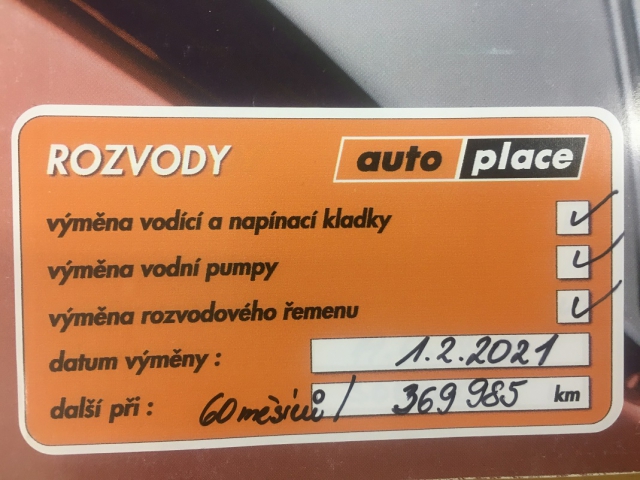 ROZVODY auto place
výměna vodící a napínací kladky
výměna vodní pumpy
výměna rozvodového řemenu
datum výměny : 1.2.2021
další při : 60 měsíců / 369 985 km